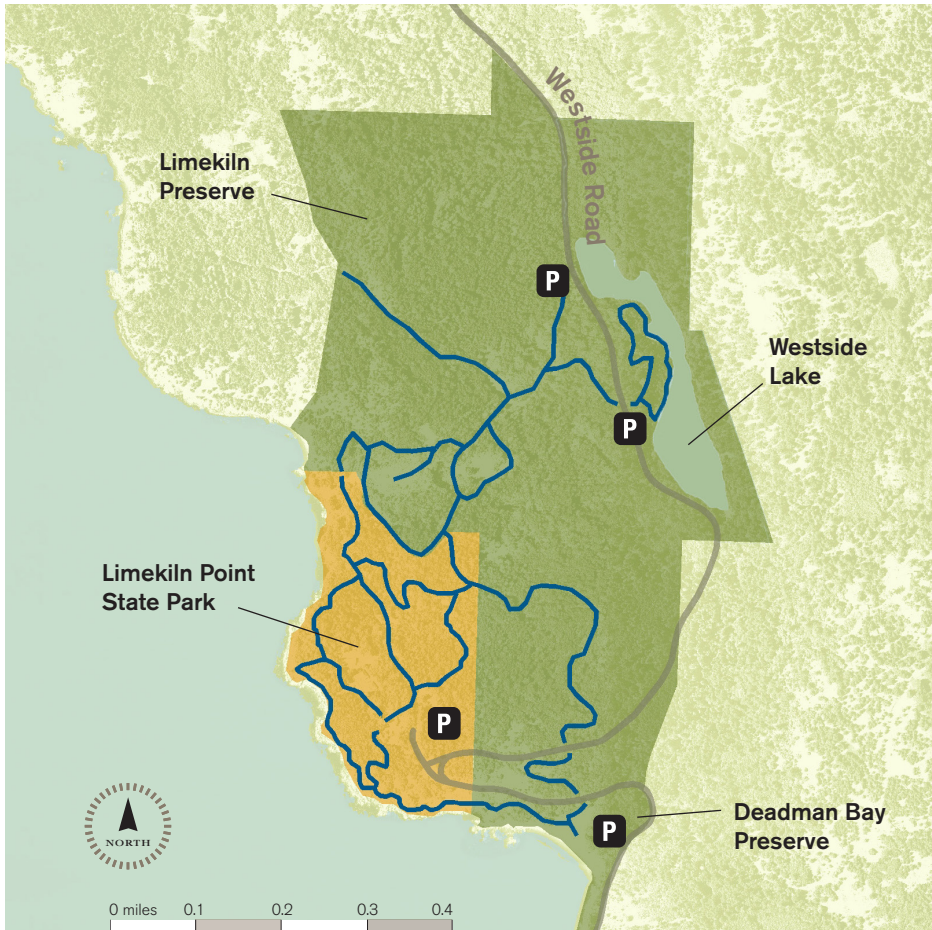 Westside Road
Limekiln
Preserve
P
Westside
Lake
P
Limekiln Point
State Park
P
Deadman Bay
Preserve
P
NORTH
0 miles 0.1 0.2 0.3 0.4